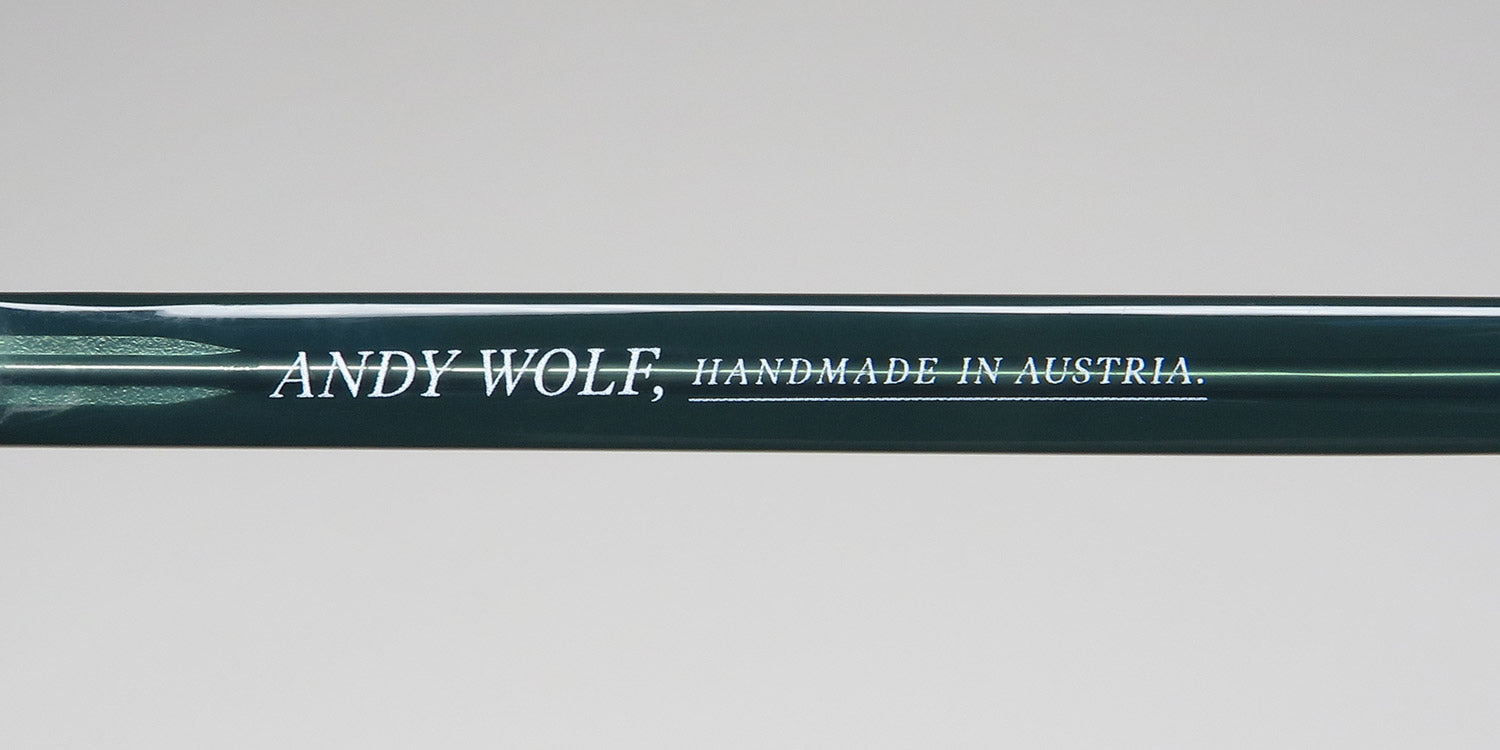 ANDY WOLF, HANDMADE IN AUSTRIA.